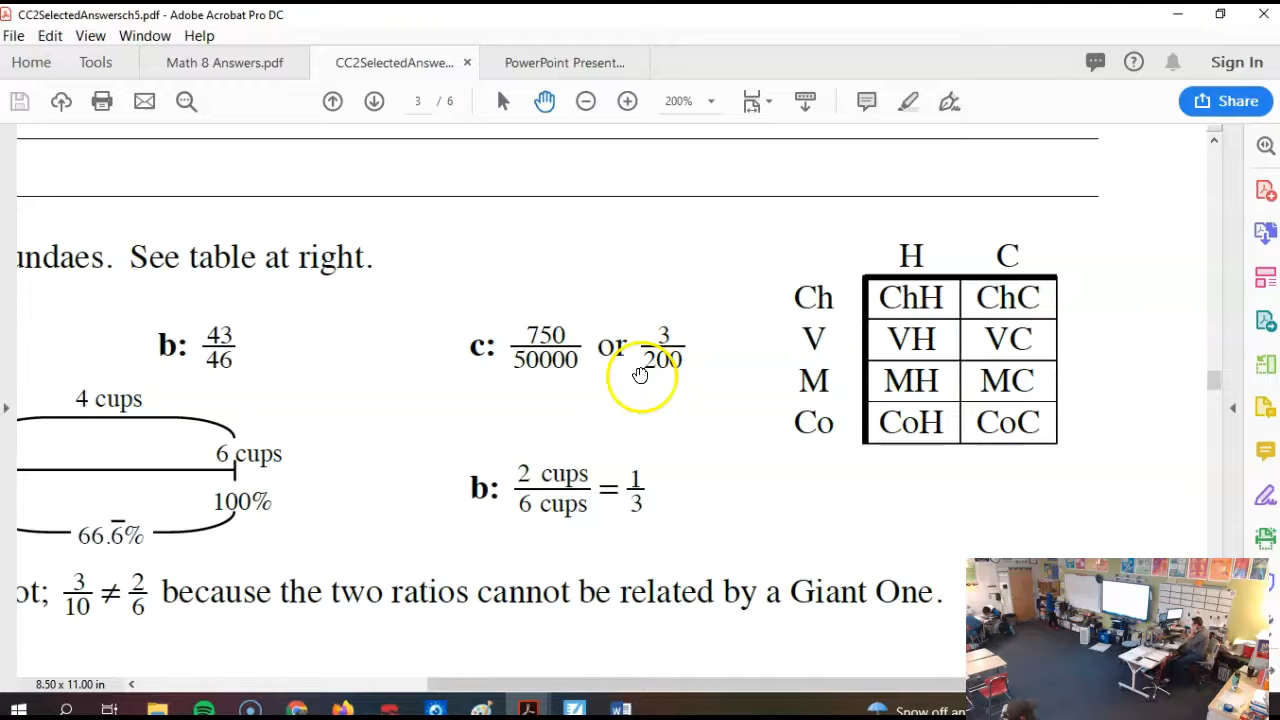 CC2SelectedAnswersch5.pdf - Adobe Acrobat Pro DC
File Edit View Window Help
Home Tools Math 8 Answers.pdf CC2SelectedAnswe... × PowerPoint Present... Sign In
3 / 6 200% Share
undaes. See table at right.
H C
Ch ChH ChC
V VH VC
M MH MC
Co CoH CoC
b: 43/46 c: 750/50000 or 3/200
4 cups
6 cups
100%
66.6̅%
b: 2 cups/6 cups = 1/3
ot; 3/10 ≠ 2/6 because the two ratios cannot be related by a Giant One.
8.50 x 11.00 in
Snow off an